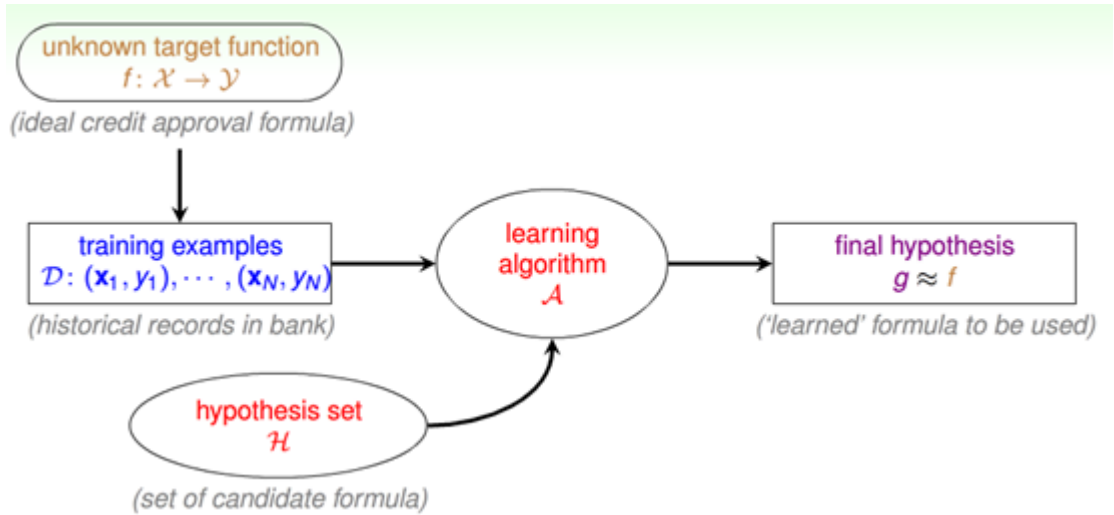 unknown target function
f: 𝒳 → 𝒴
(ideal credit approval formula)
training examples
𝒟: (x₁, y₁), ⋯ , (x_N, y_N)
(historical records in bank)
learning
algorithm
𝒜
final hypothesis
g ≈ f
(‘learned’ formula to be used)
hypothesis set
ℋ
(set of candidate formula)